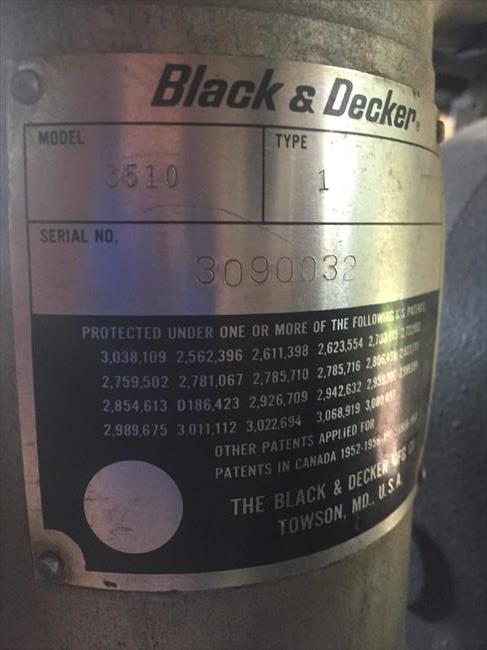 Black & Decker®
MODEL
3510
TYPE
1
SERIAL NO.
3090032
PROTECTED UNDER ONE OR MORE OF THE FOLLOWING U.S. PATENTS
3,038,109 2,562,396 2,611,398 2,623,554
2,759,502 2,781,067 2,785,710 2,785,716
2,854,613 D186,423 2,926,709 2,942,632
2,989,675 3,011,112 3,022,694 3,068,919
OTHER PATENTS APPLIED FOR
PATENTS IN CANADA 1952-1956
THE BLACK & DECKER MFG CO.
TOWSON, MD., U.S.A.